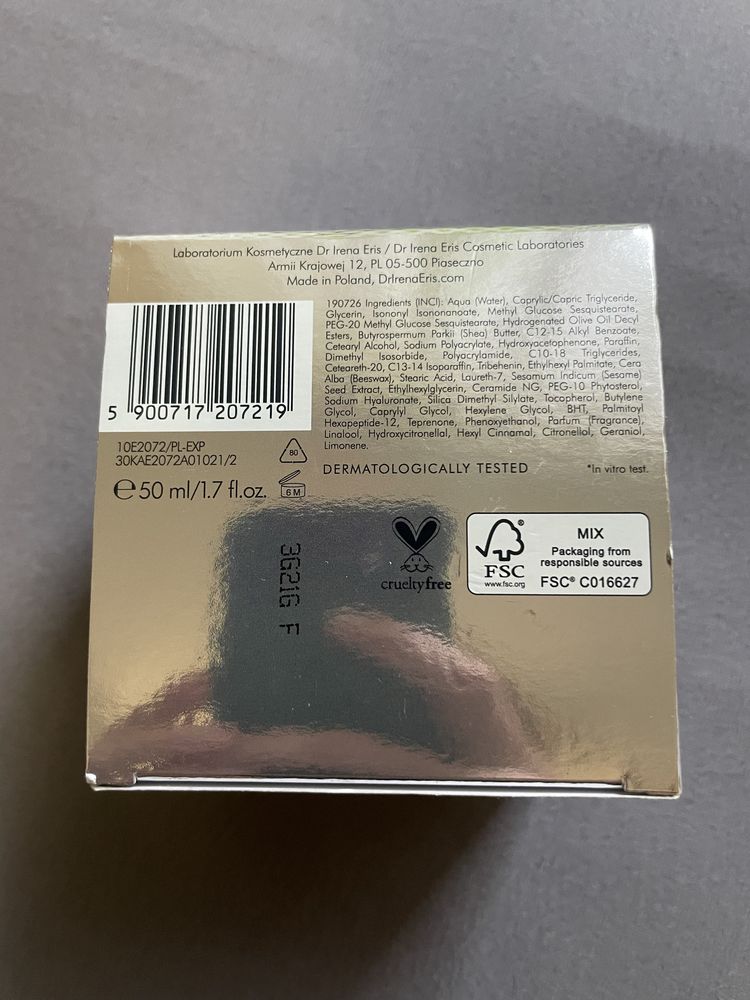 Laboratorium Kosmetyczne Dr Irena Eris / Dr Irena Eris Cosmetic Laboratories
Armii Krajowej 12, PL 05-500 Piaseczno
Made in Poland, DrIrenaEris.com
190726 Ingredients (INCI): Aqua (Water), Caprylic/Capric Triglyceride,
Glycerin, Isononyl Isononanoate, Methyl Glucose Sesquistearate,
PEG-20 Methyl Glucose Sesquistearate, Hydrogenated Olive Oil Decyl
Esters, Butyrospermum Parkii (Shea) Butter, C12-15 Alkyl Benzoate,
Cetearyl Alcohol, Sodium Polyacrylate, Hydroxyacetophenone, Paraffin,
Dimethyl Isosorbide, Polyacrylamide, C10-18 Triglycerides,
Ceteareth-20, C13-14 Isoparaffin, Tribehenin, Ethylhexyl Palmitate, Cera
Alba (Beeswax), Stearic Acid, Laureth-7, Sesamum Indicum (Sesame)
Seed Extract, Ethylhexylglycerin, Ceramide NG, PEG-10 Phytosterol,
Sodium Hyaluronate, Silica Dimethyl Silylate, Tocopherol, Butylene
Glycol, Caprylyl Glycol, Hexylene Glycol, BHT, Palmitoyl
Hexapeptide-12, Teprenone, Phenoxyethanol, Parfum (Fragrance),
Linalool, Hydroxycitronellal, Hexyl Cinnamal, Citronellol, Geraniol,
Limonene.
5 900717 207219
10E2072/PL-EXP
30KAE2072A01021/2
80
DERMATOLOGICALLY TESTED
*In vitro test.
℮ 50 ml/1.7 fl.oz.
6 M
3G21G F
crueltyfree
FSC®
www.fsc.org
MIX
Packaging from
responsible sources
FSC® C016627